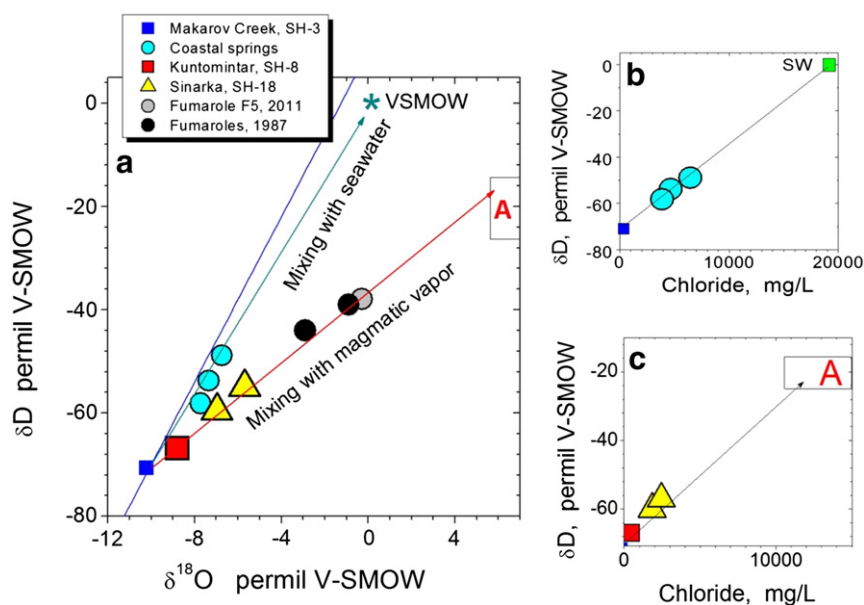 Makarov Creek, SH-3
Coastal springs
Kuntomintar, SH-8
Sinarka, SH-18
Fumarole F5, 2011
Fumaroles, 1987
a
VSMOW
Mixing with seawater
A
Mixing with magmatic vapor
0
-20
-40
-60
-80
δD permil V-SMOW
-12
-8
-4
0
4
δ¹⁸O permil V-SMOW
b
SW
0
-20
-40
-60
-80
δD, permil V-SMOW
0
10000
20000
Chloride, mg/L
c
A
-20
-40
-60
δD, permil V-SMOW
0
10000
Chloride, mg/L